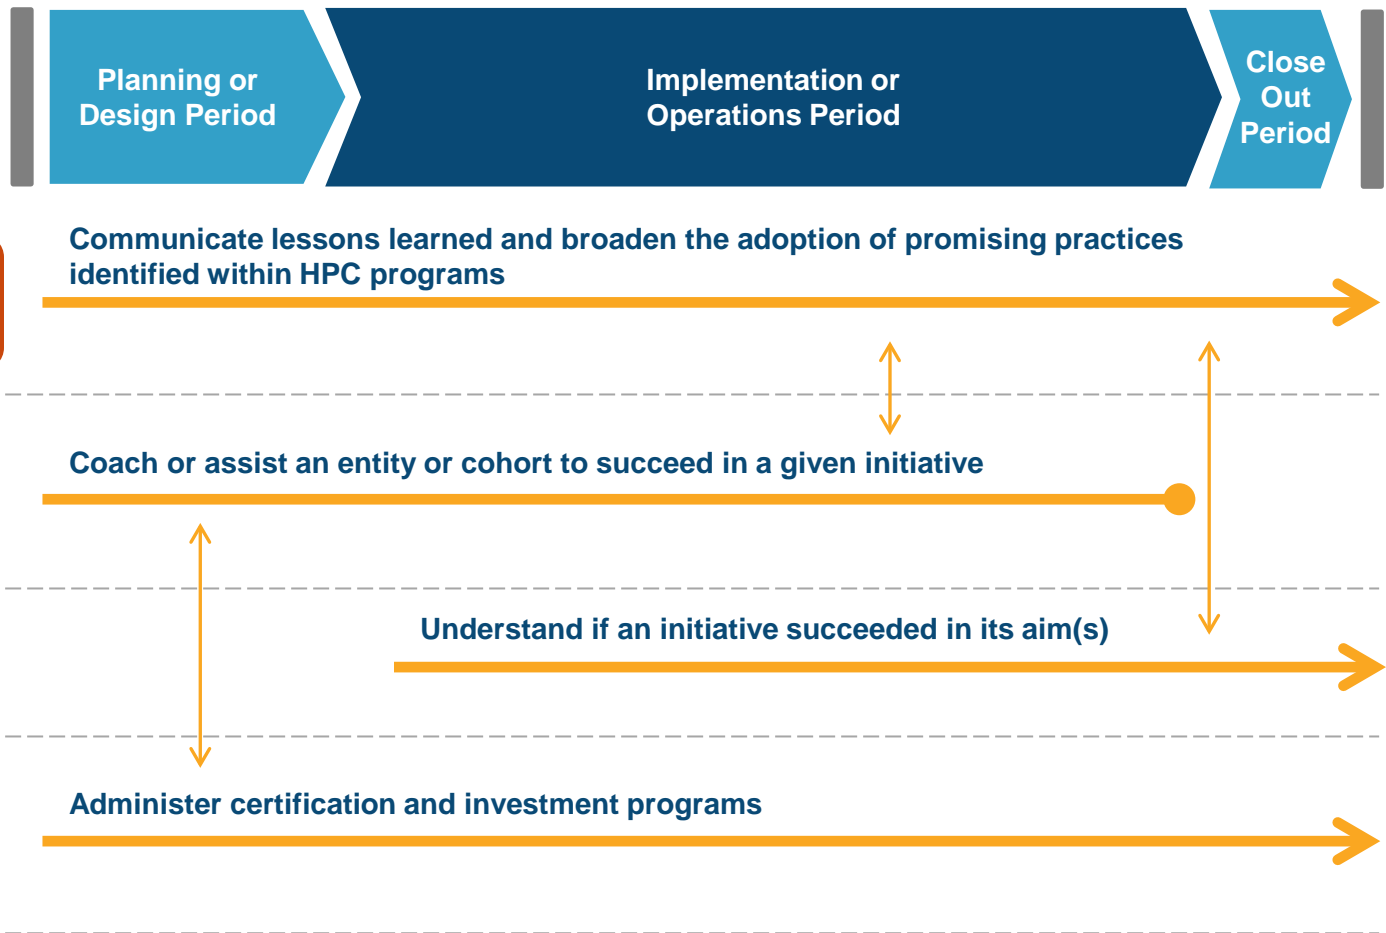 Planning or
Design Period
Implementation or
Operations Period
Close
Out
Period
Communicate lessons learned and broaden the adoption of promising practices
identified within HPC programs
Coach or assist an entity or cohort to succeed in a given initiative
Understand if an initiative succeeded in its aim(s)
Administer certification and investment programs